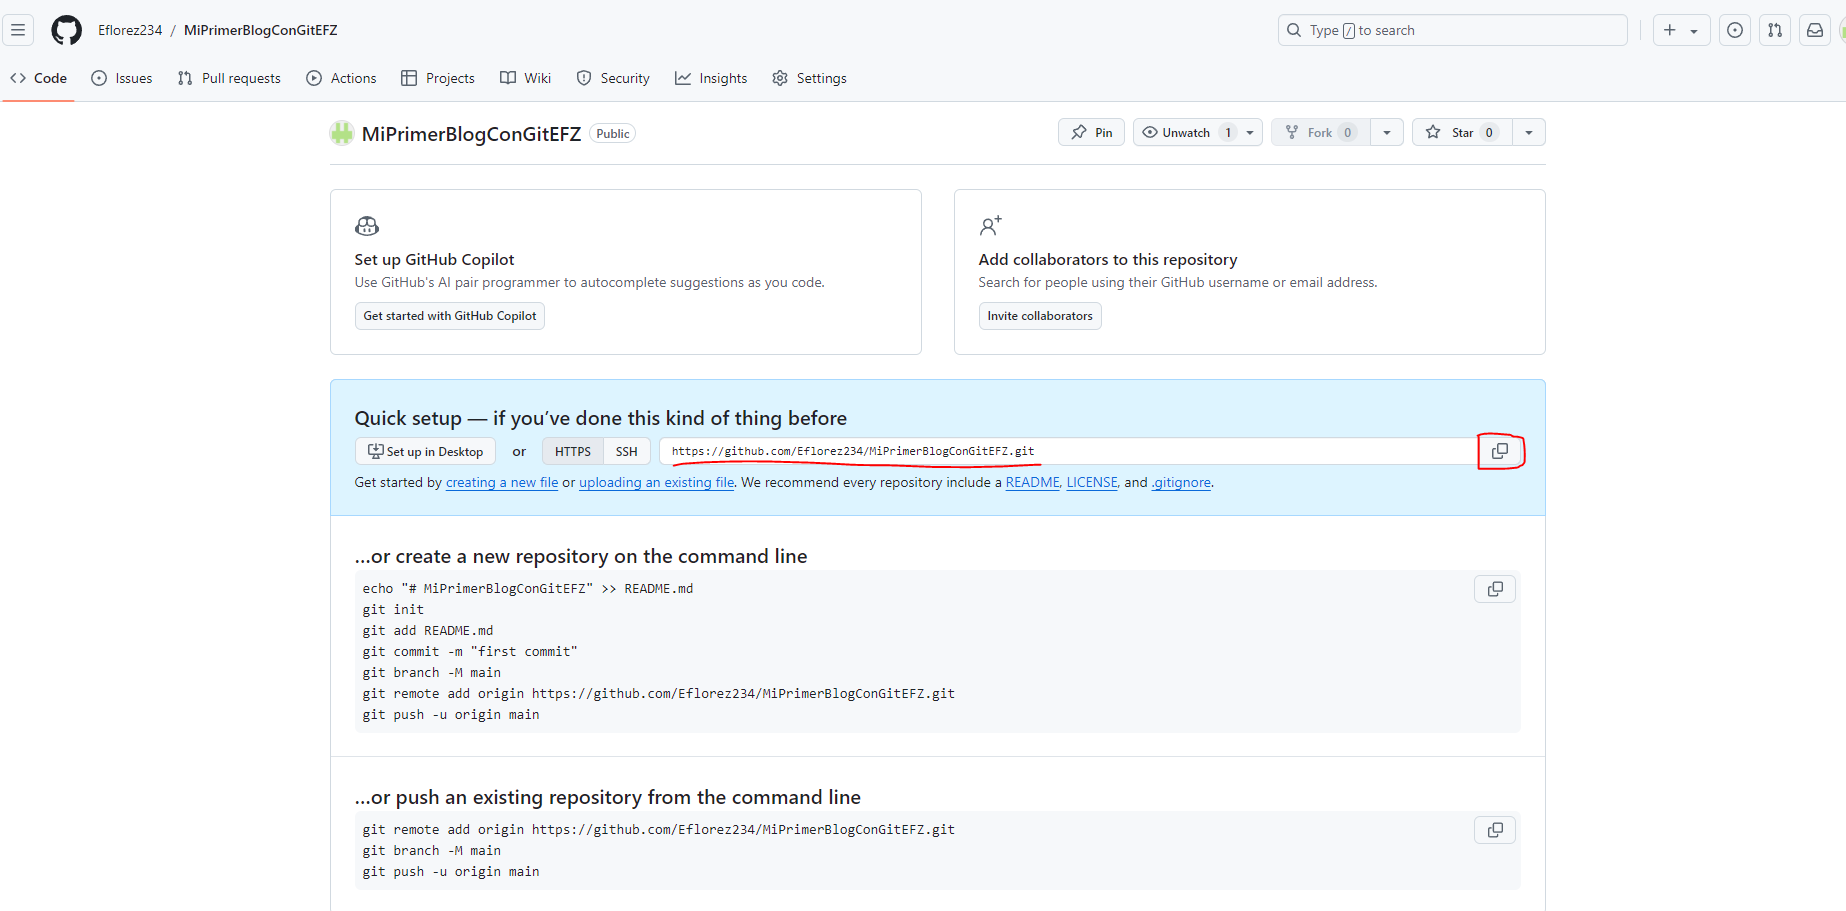 Eflorez234 / MiPrimerBlogConGitEFZ
Type / to search
Code Issues Pull requests Actions Projects Wiki Security Insights Settings
MiPrimerBlogConGitEFZ Public
Pin Unwatch 1 Fork 0 Star 0
Set up GitHub Copilot
Use GitHub's AI pair programmer to autocomplete suggestions as you code.
Get started with GitHub Copilot
Add collaborators to this repository
Search for people using their GitHub username or email address.
Invite collaborators
Quick setup — if you’ve done this kind of thing before
Set up in Desktop or HTTPS SSH https://github.com/Eflorez234/MiPrimerBlogConGitEFZ.git
Get started by creating a new file or uploading an existing file. We recommend every repository include a README, LICENSE, and .gitignore.
…or create a new repository on the command line
echo "# MiPrimerBlogConGitEFZ" >> README.md
git init
git add README.md
git commit -m "first commit"
git branch -M main
git remote add origin https://github.com/Eflorez234/MiPrimerBlogConGitEFZ.git
git push -u origin main
…or push an existing repository from the command line
git remote add origin https://github.com/Eflorez234/MiPrimerBlogConGitEFZ.git
git branch -M main
git push -u origin main